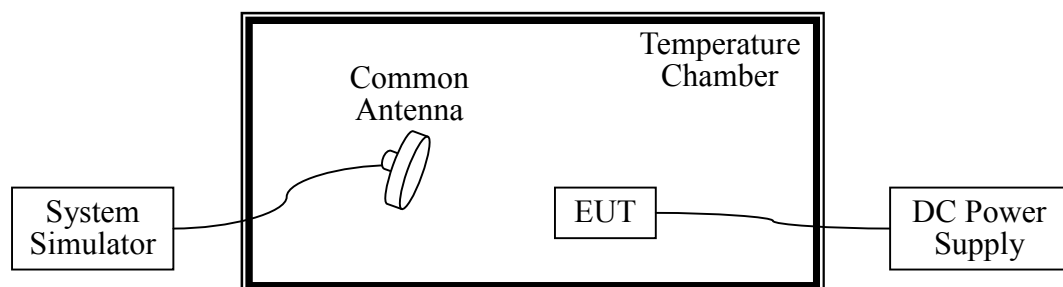 Temperature
Chamber
Common
Antenna
System
Simulator
EUT
DC Power
Supply